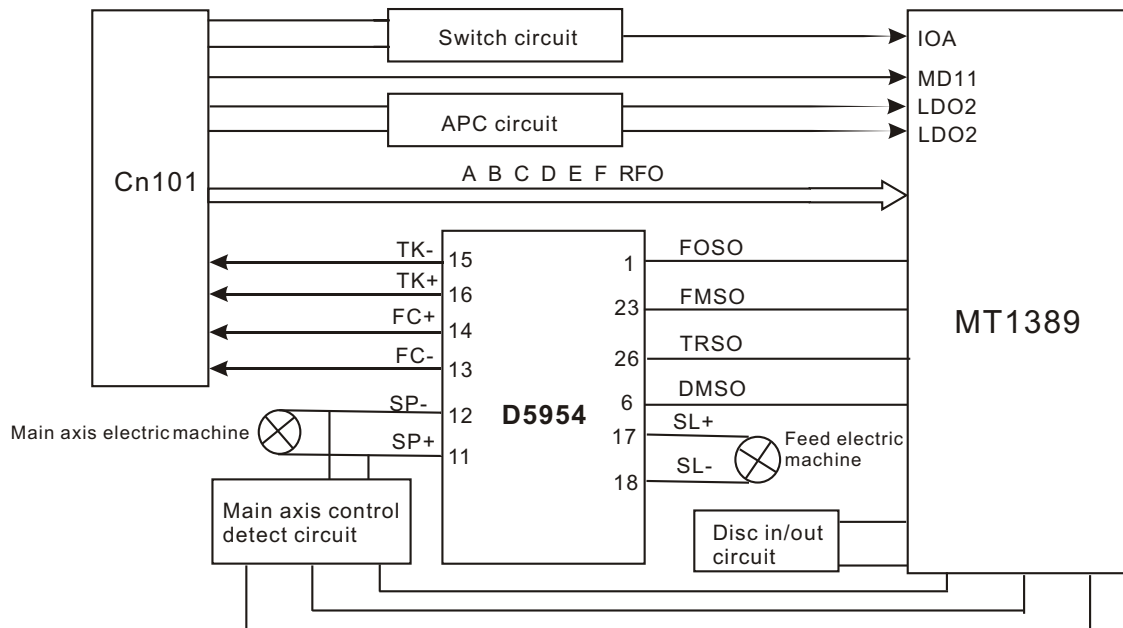 Switch circuit
IOA
MD11
APC circuit
LDO2
LDO2
Cn101
A B C D E F RFO
MT1389
TK-
15
TK+
16
FC+
14
FC-
13
SP-
12
SP+
11
D5954
1
FOSO
23
FMSO
26
TRSO
6
DMSO
17
SL+
18
SL-
Main axis electric machine
Feed electric
machine
Main axis control
detect circuit
Disc in/out
circuit